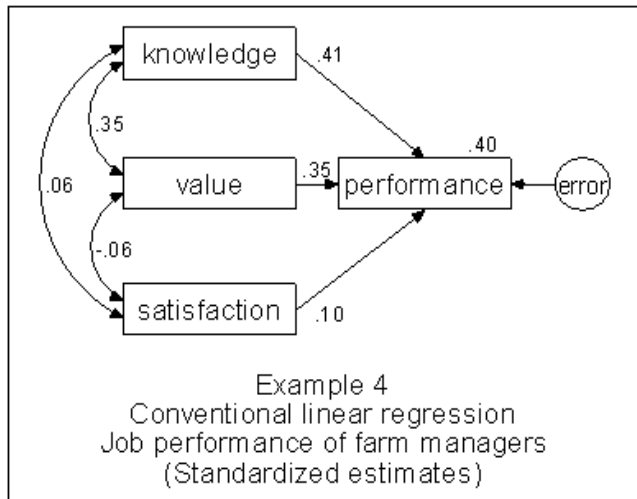 knowledge
.41
.35
.40
.06
value
.35
performance
error
-.06
satisfaction
.10
Example 4
Conventional linear regression
Job performance of farm managers
(Standardized estimates)